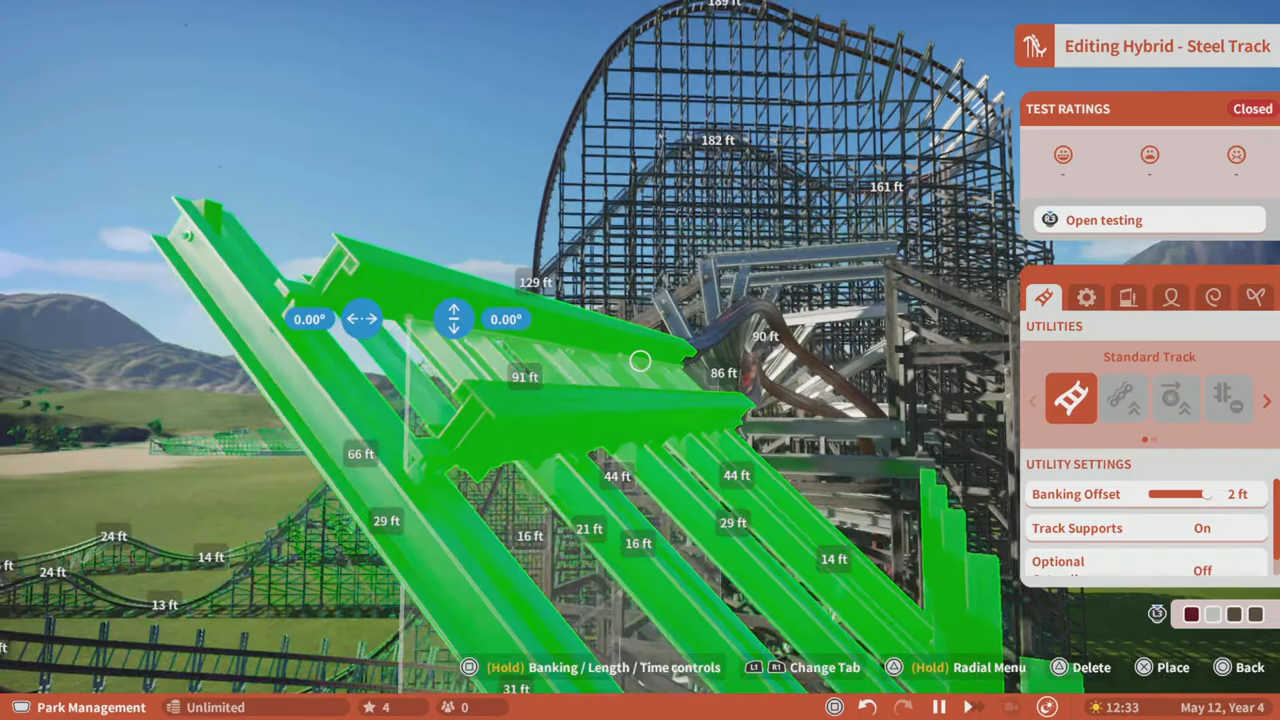 189 ft
Editing Hybrid - Steel Track
TEST RATINGS
Closed
182 ft
- - -
161 ft
R3 Open testing
129 ft
0.00°
0.00°
UTILITIES
90 ft
Standard Track
91 ft
86 ft
66 ft
44 ft
44 ft
UTILITY SETTINGS
Banking Offset 2 ft
29 ft
16 ft
21 ft
16 ft
29 ft
Track Supports On
24 ft
14 ft
14 ft
ft
24 ft
Optional
Off
13 ft
L3
ft
(Hold) Banking / Length / Time controls
L1 R1 Change Tab
(Hold) Radial Menu
Delete
Place
Back
31 ft
Park Management
Unlimited
4
0
12:33
May 12, Year 4